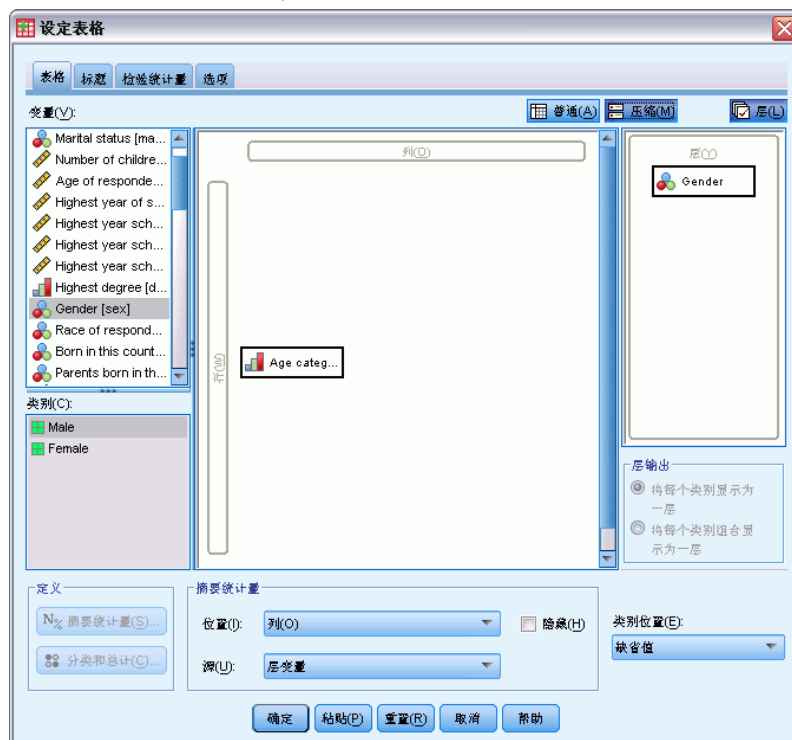 设定表格
表格 标题 检验统计量 选项
变量(V):
普通(A) 压缩(M) 层(L)
Marital status [ma...
Number of childre...
Age of responde...
Highest year of s...
Highest year sch...
Highest year sch...
Highest year sch...
Highest degree [d...
Gender [sex]
Race of respond...
Born in this count...
Parents born in th...
类别(C):
Male
Female
列(O)
行(W)
Age categ...
层(Y)
Gender
层输出
将每个类别显示为
一层
将每个类别组合显
示为一层
定义
N% 摘要统计量(S)...
分类和总计(C)...
摘要统计量
位置(I): 列(O) 隐藏(H)
源(U): 层变量
类别位置(E):
缺省值
确定 粘贴(P) 重置(R) 取消 帮助